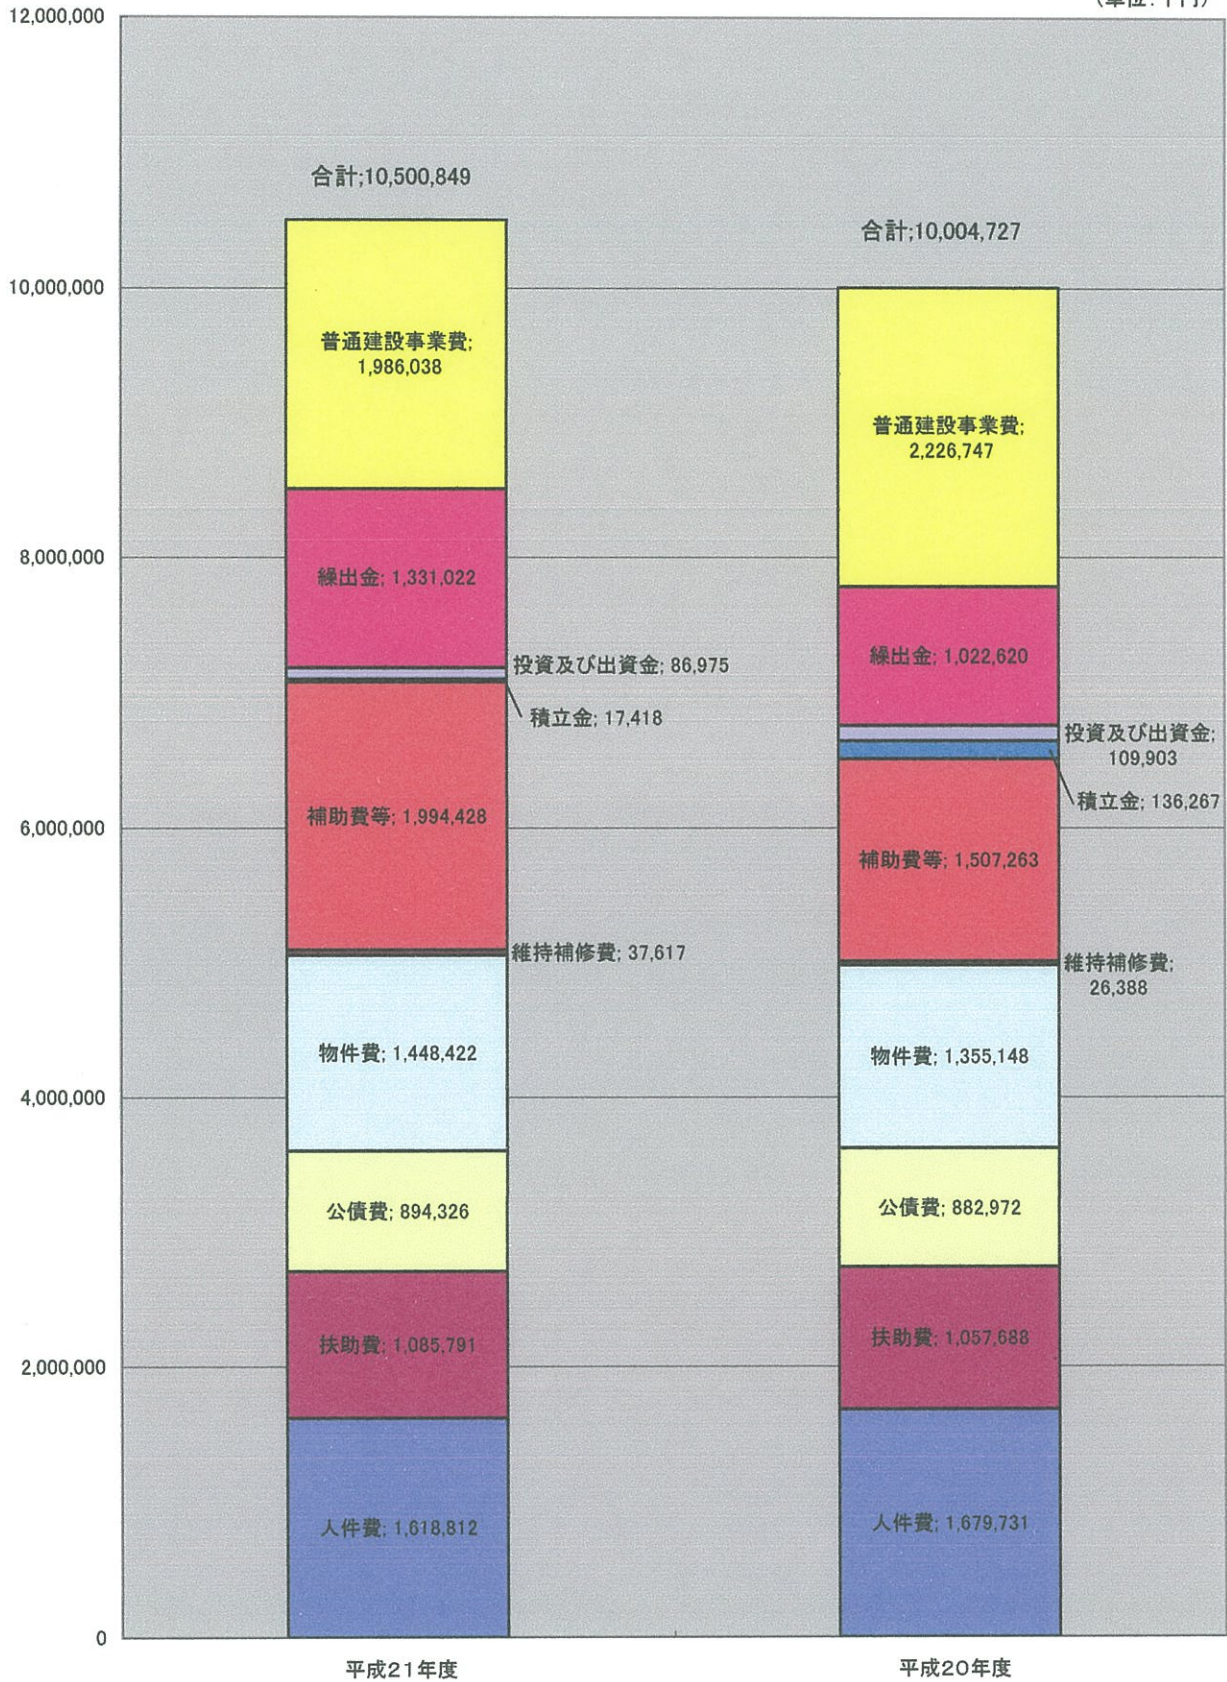 12,000,000
合計;10,500,849
合計;10,004,727
10,000,000
普通建設事業費;
1,986,038
普通建設事業費;
2,226,747
8,000,000
繰出金; 1,331,022
繰出金; 1,022,620
投資及び出資金; 86,975
積立金; 17,418
投資及び出資金;
109,903
積立金; 136,267
6,000,000
補助費等; 1,994,428
補助費等; 1,507,263
維持補修費; 37,617
維持補修費;
26,388
物件費; 1,448,422
物件費; 1,355,148
4,000,000
公債費; 894,326
公債費; 882,972
扶助費; 1,085,791
扶助費; 1,057,688
2,000,000
人件費; 1,618,812
人件費; 1,679,731
0
平成21年度
平成20年度